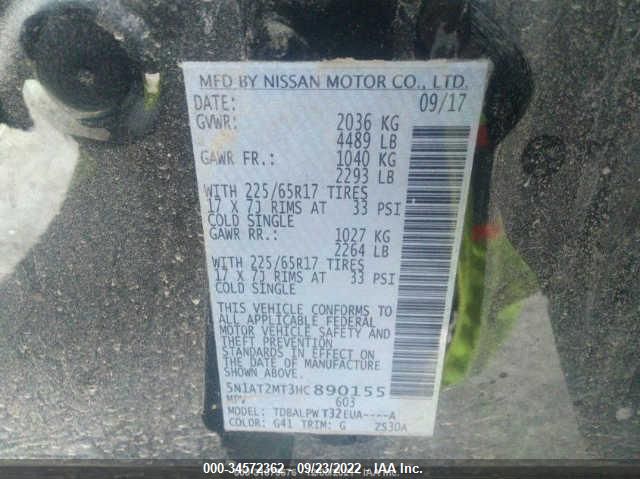 MFD BY NISSAN MOTOR CO., LTD.
DATE: 09/17
GVWR: 2036 KG
4489 LB
GAWR FR.: 1040 KG
2293 LB
WITH 225/65R17 TIRES
17 X 7J RIMS AT 33 PSI
COLD SINGLE
GAWR RR.: 1027 KG
2264 LB
WITH 225/65R17 TIRES
17 X 7J RIMS AT 33 PSI
COLD SINGLE
THIS VEHICLE CONFORMS TO
ALL APPLICABLE FEDERAL
MOTOR VEHICLE SAFETY AND
THEFT PREVENTION
STANDARDS IN EFFECT ON
THE DATE OF MANUFACTURE
SHOWN ABOVE.
5N1AT2MT3HC890155
MPV 603
MODEL: TDBALPWT32EUA----A
COLOR: G41 TRIM: G 2S30A
000-34572362 - 09/23/2022 - IAA Inc.